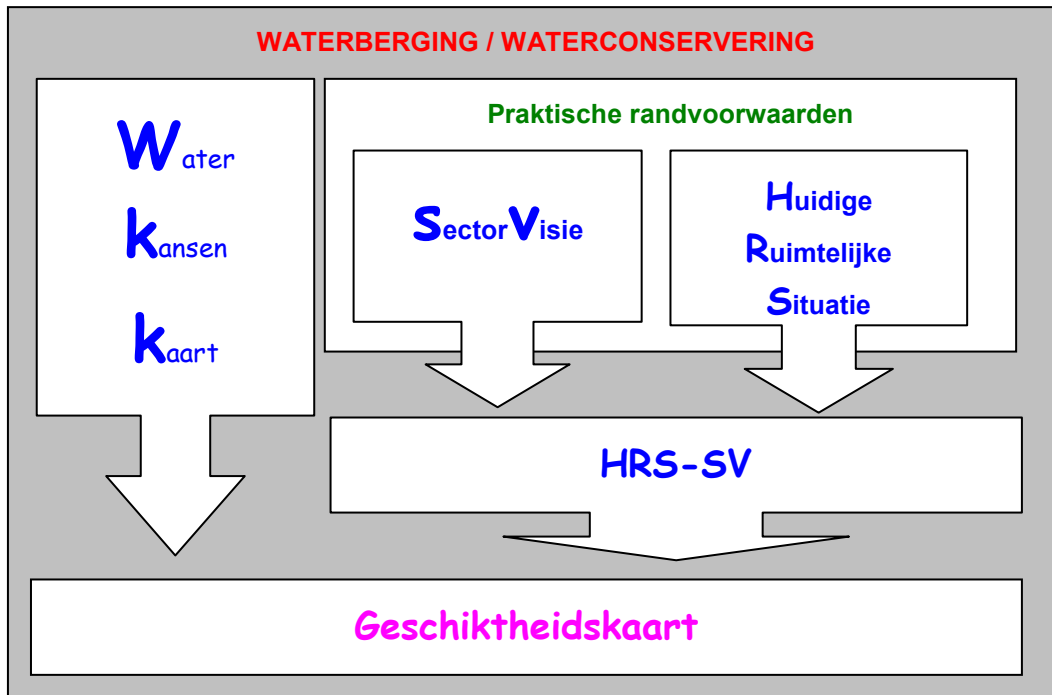 WATERBERGING / WATERCONSERVERING
Water
kansen
kaart
Praktische randvoorwaarden
SectorVisie
Huidige
Ruimtelijke
Situatie
HRS-SV
Geschiktheidskaart